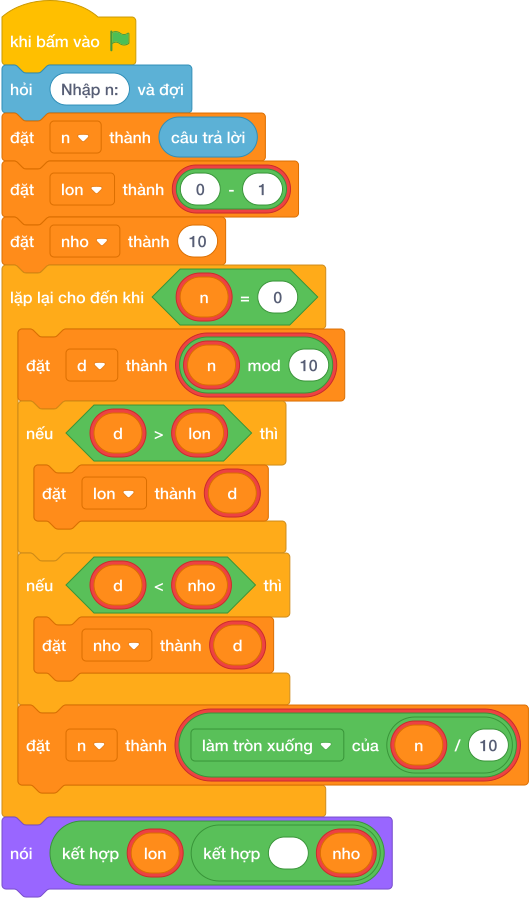 khi bấm vào
hỏi Nhập n: và đợi
đặt n thành câu trả lời
đặt lon thành 0 - 1
đặt nho thành 10
lặp lại cho đến khi n = 0
đặt d thành n mod 10
nếu d > lon thì
đặt lon thành d
nếu d < nho thì
đặt nho thành d
đặt n thành làm tròn xuống của n / 10
nói kết hợp lon kết hợp nho